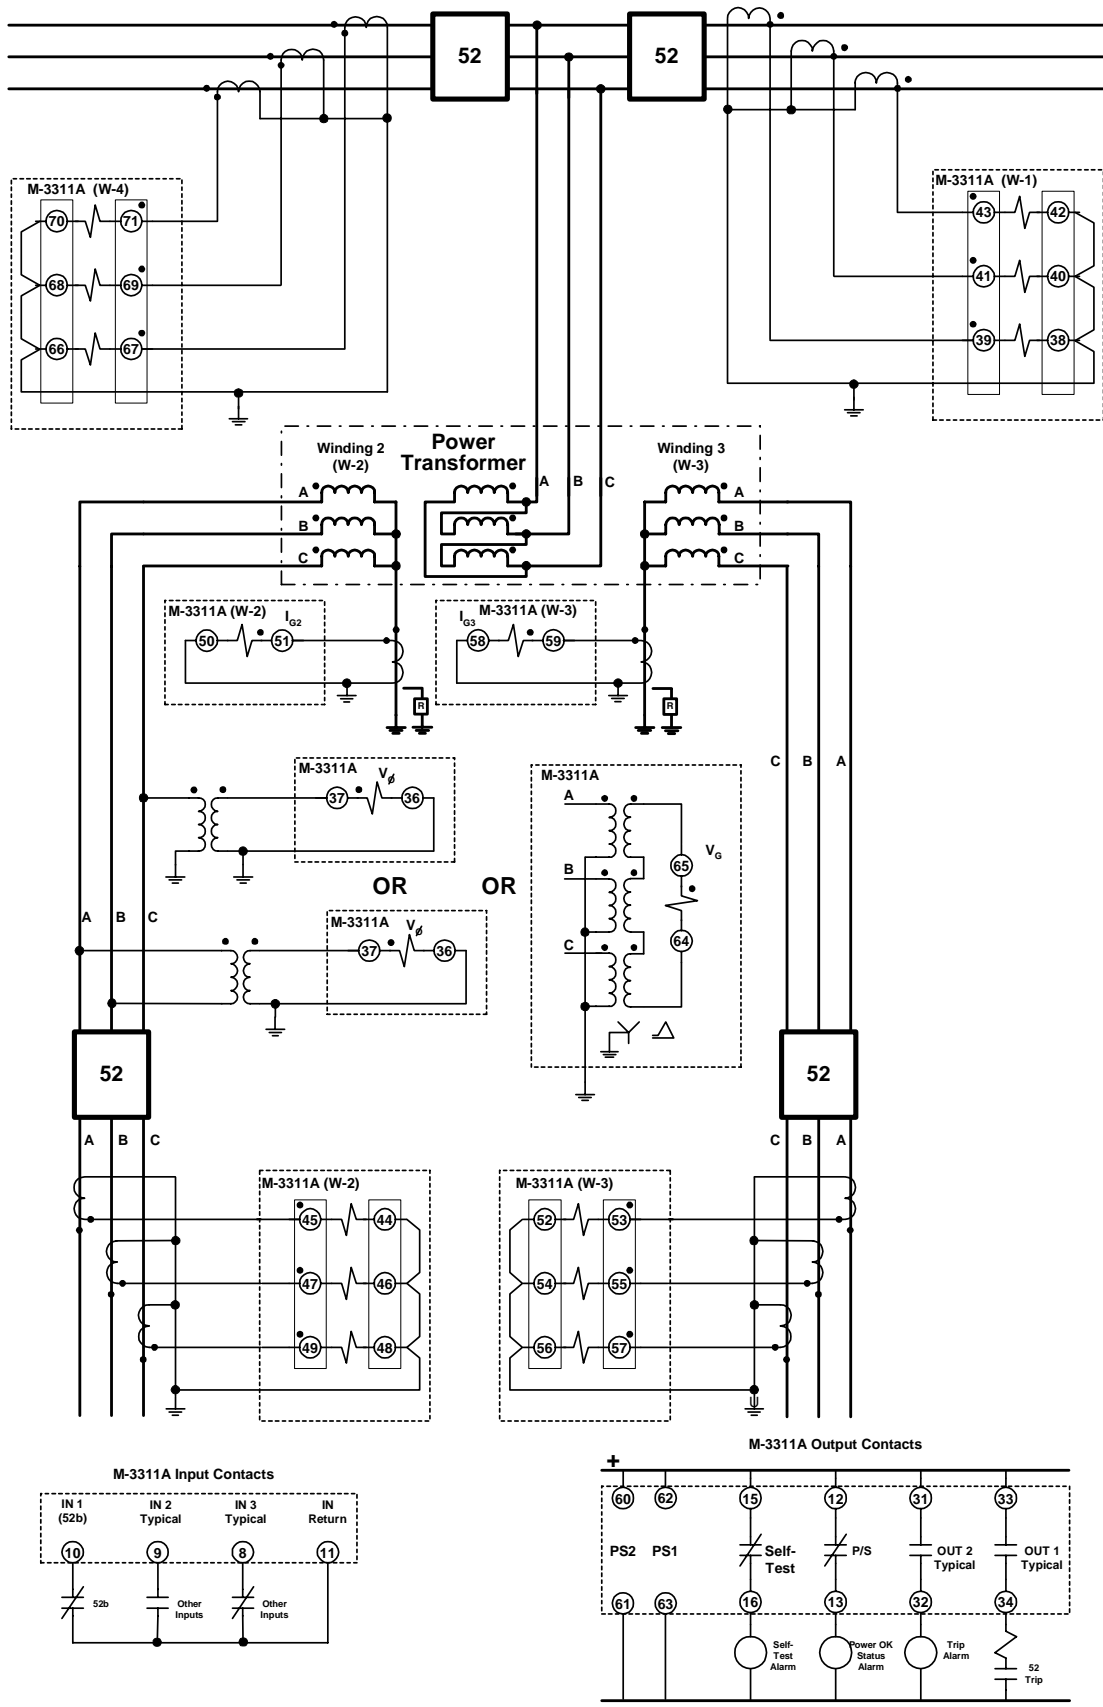 52
52
M-3311A (W-4)
70
71
68
69
66
67
M-3311A (W-1)
43
42
41
40
39
38
Winding 2
(W-2)
Power
Transformer
Winding 3
(W-3)
A
B
C
A
B
C
A
B
C
M-3311A (W-2)
IG2
50
51
R
IG3
M-3311A (W-3)
58
59
R
C
B
A
M-3311A
Vø
37
36
OR
OR
M-3311A
A
B
C
65
VG
64
A
B
C
M-3311A
Vø
37
36
52
52
A
B
C
C
B
A
M-3311A (W-2)
45
44
47
46
49
48
M-3311A (W-3)
52
53
54
55
56
57
U
M-3311A Input Contacts
IN 1
(52b)
IN 2
Typical
IN 3
Typical
IN
Return
10
9
8
11
52b
Other
Inputs
Other
Inputs
M-3311A Output Contacts
+
60
62
15
12
31
33
PS2
PS1
Self-
Test
P/S
OUT 2
Typical
OUT 1
Typical
61
63
16
13
32
34
Self-
Test
Alarm
Power OK
Status
Alarm
Trip
Alarm
52
Trip